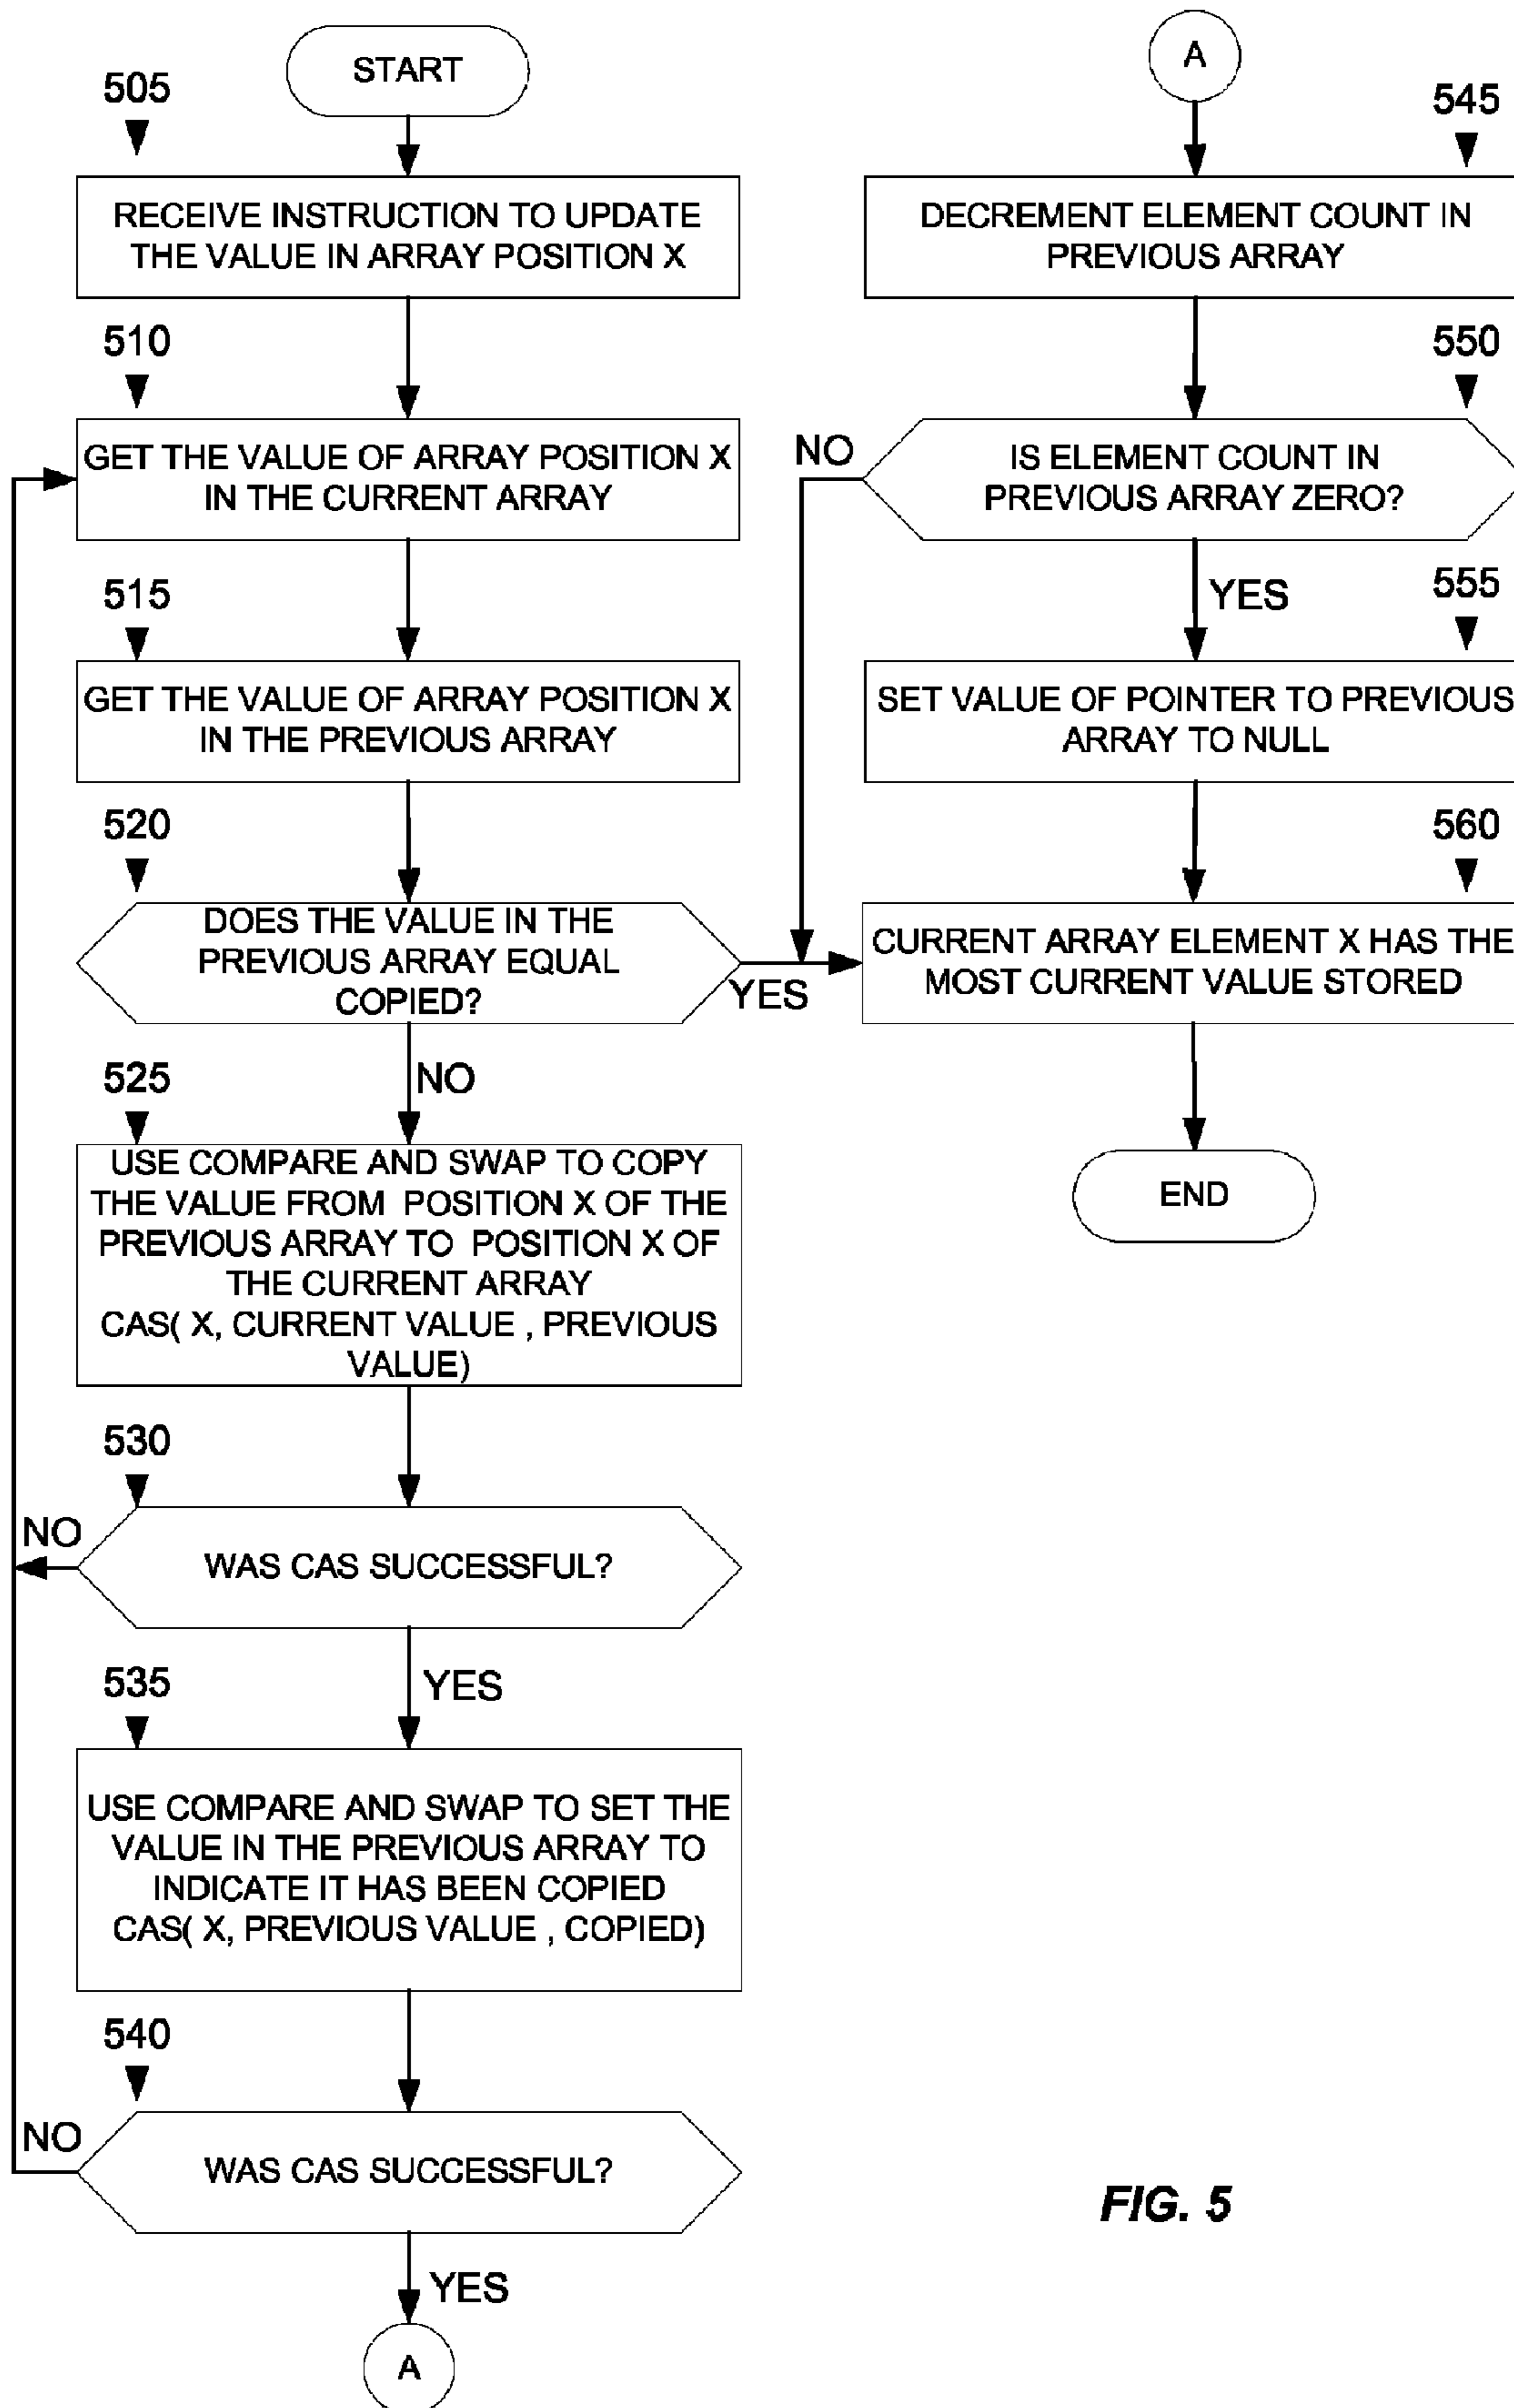 START
505
RECEIVE INSTRUCTION TO UPDATE
THE VALUE IN ARRAY POSITION X
510
GET THE VALUE OF ARRAY POSITION X
IN THE CURRENT ARRAY
515
GET THE VALUE OF ARRAY POSITION X
IN THE PREVIOUS ARRAY
520
DOES THE VALUE IN THE
PREVIOUS ARRAY EQUAL
COPIED?
YES
NO
525
USE COMPARE AND SWAP TO COPY
THE VALUE FROM POSITION X OF THE
PREVIOUS ARRAY TO POSITION X OF
THE CURRENT ARRAY
CAS( X, CURRENT VALUE , PREVIOUS
VALUE)
530
NO
WAS CAS SUCCESSFUL?
YES
535
USE COMPARE AND SWAP TO SET THE
VALUE IN THE PREVIOUS ARRAY TO
INDICATE IT HAS BEEN COPIED
CAS( X, PREVIOUS VALUE , COPIED)
540
NO
WAS CAS SUCCESSFUL?
YES
A
A
545
DECREMENT ELEMENT COUNT IN
PREVIOUS ARRAY
550
NO
IS ELEMENT COUNT IN
PREVIOUS ARRAY ZERO?
YES
555
SET VALUE OF POINTER TO PREVIOUS
ARRAY TO NULL
560
CURRENT ARRAY ELEMENT X HAS THE
MOST CURRENT VALUE STORED
END
FIG. 5